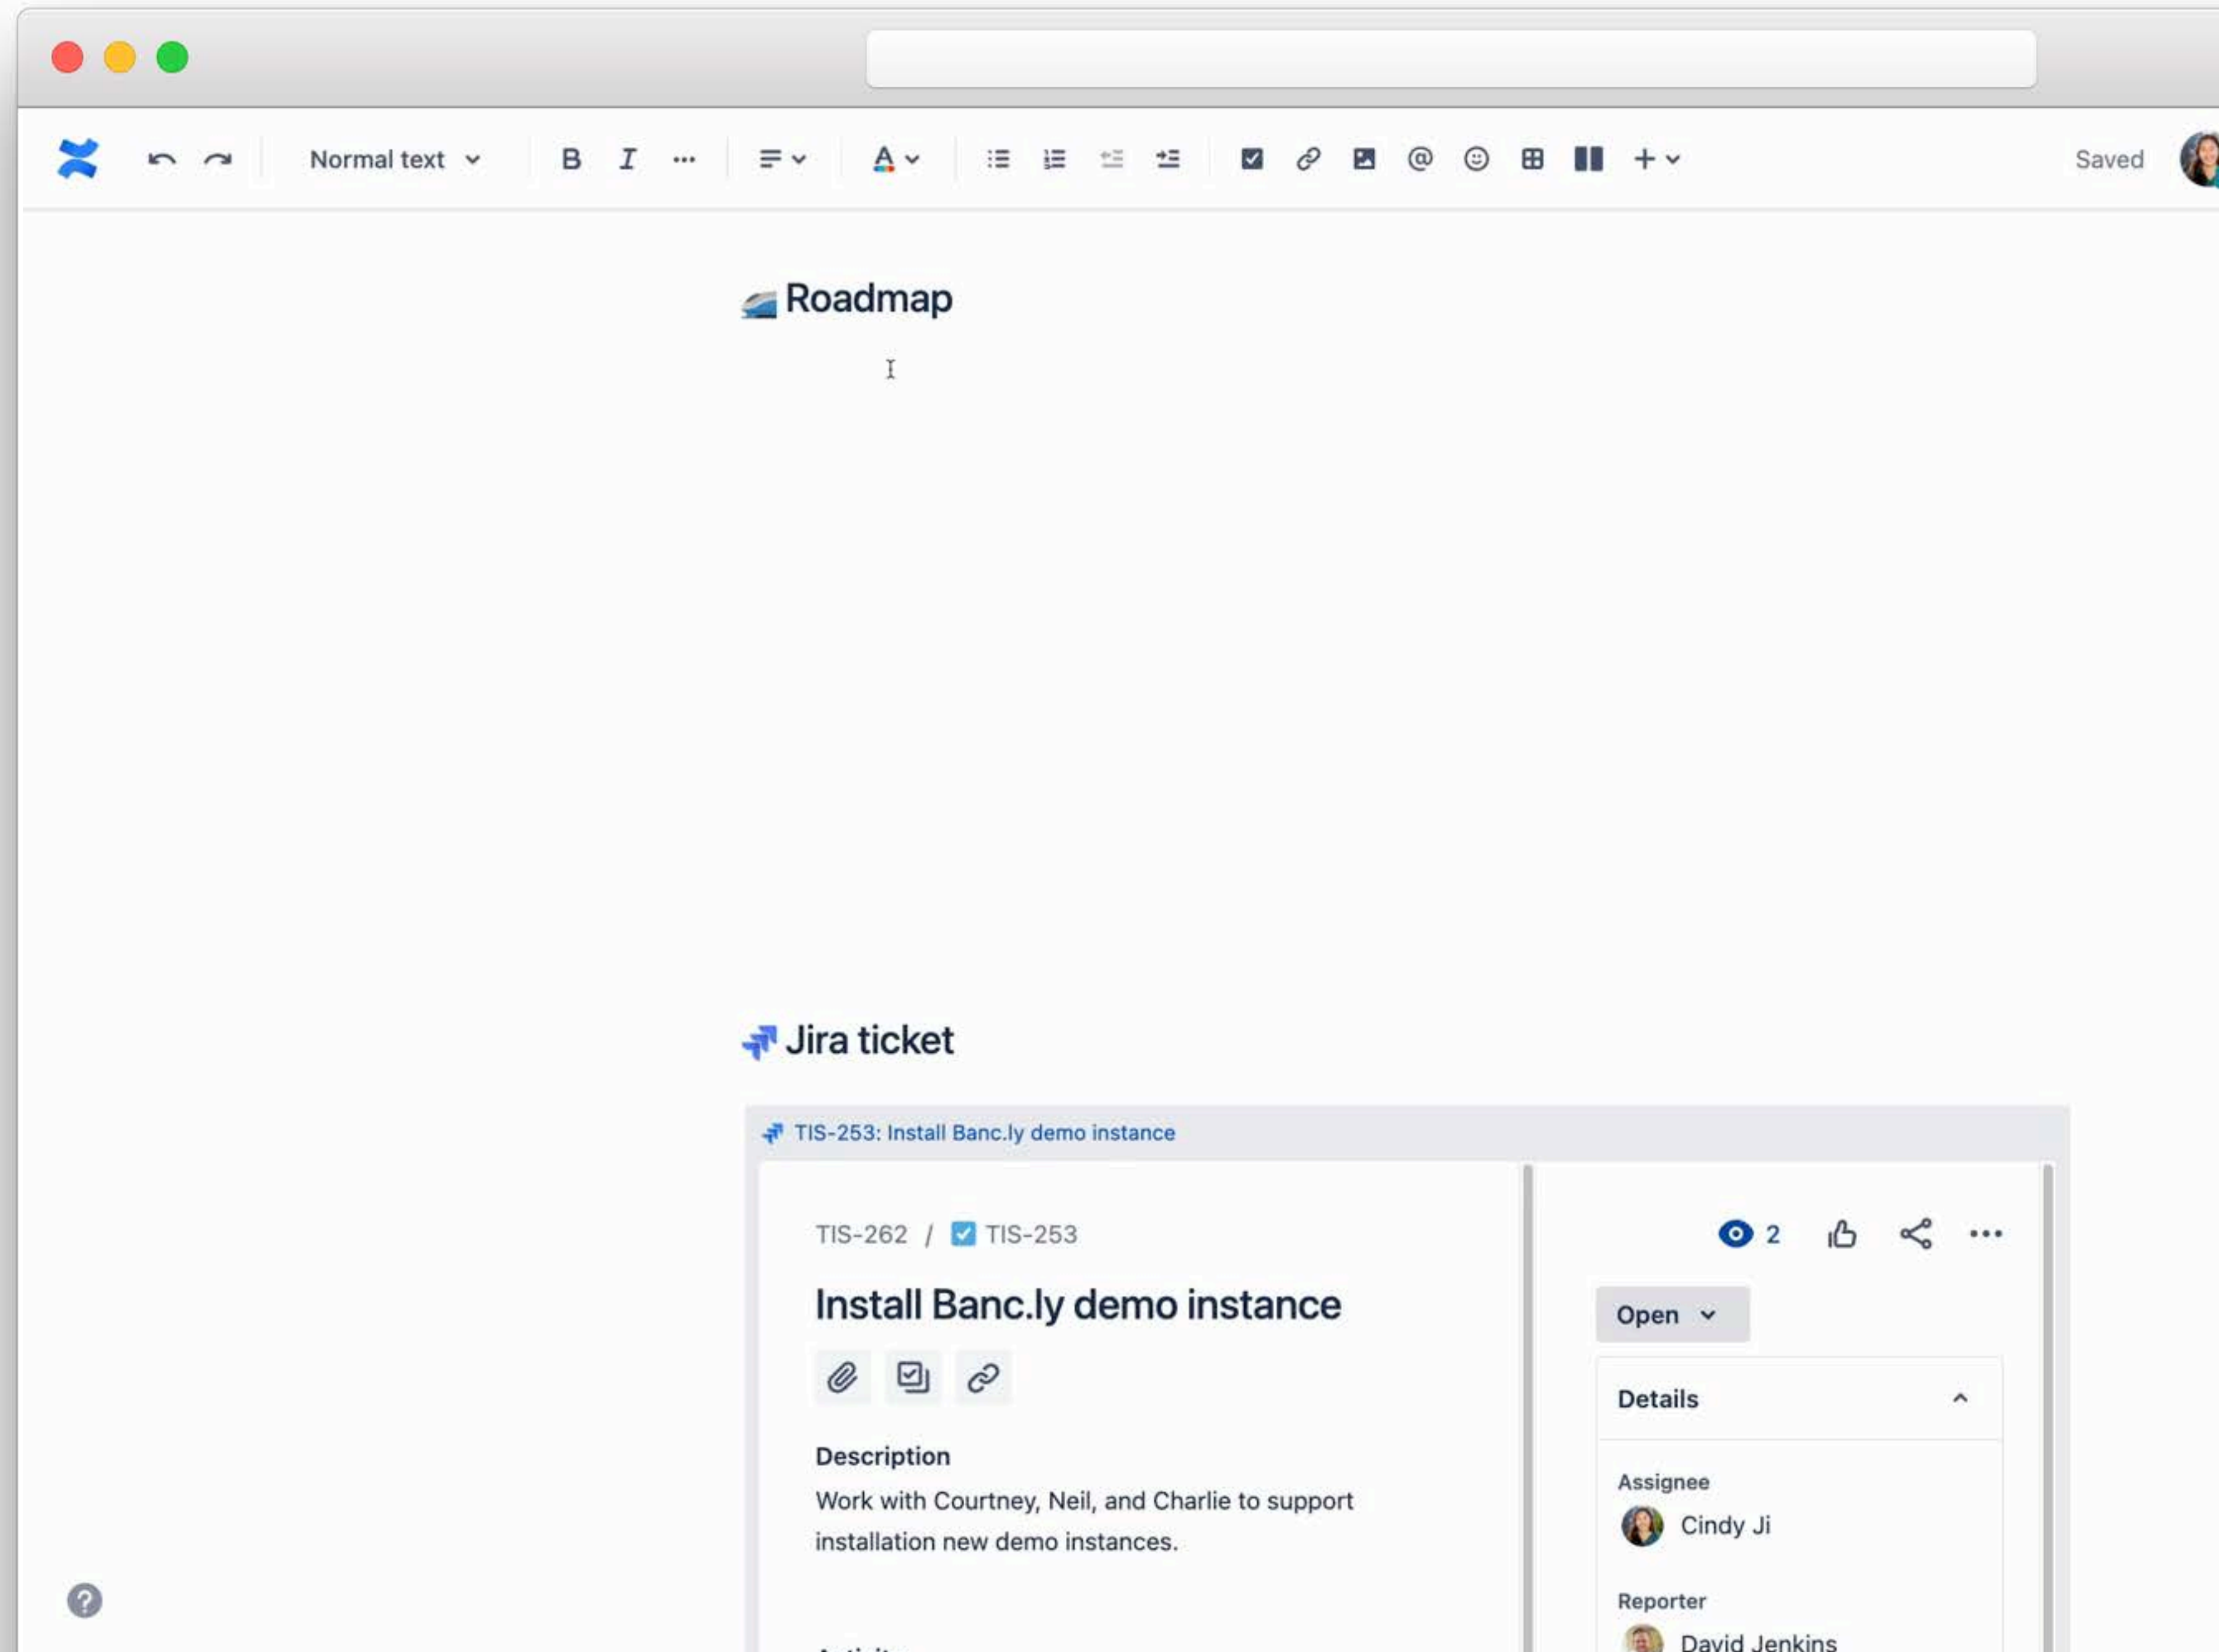 Normal text
Saved
Roadmap
Jira ticket
TIS-253: Install Banc.ly demo instance
TIS-262 / TIS-253
2
Install Banc.ly demo instance
Open
Details
Description
Work with Courtney, Neil, and Charlie to support
installation new demo instances.
Assignee
Cindy Ji
Reporter
David Jenkins